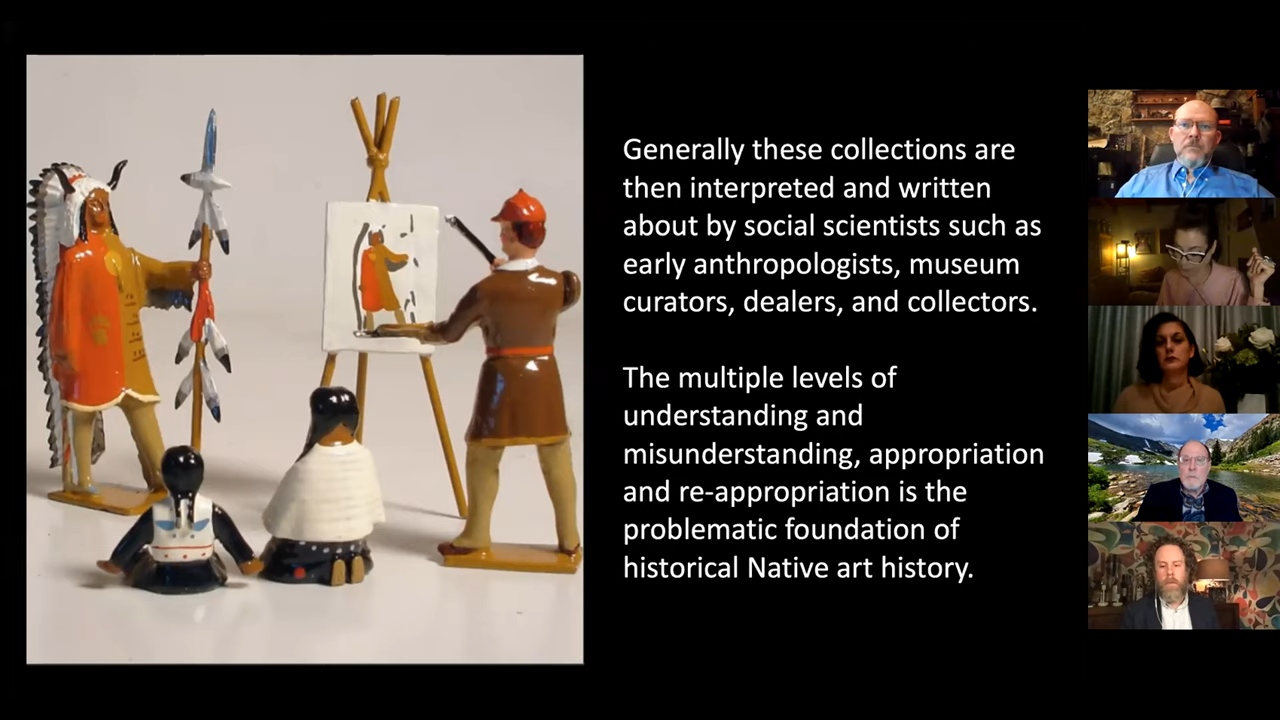 Generally these collections are
then interpreted and written
about by social scientists such as
early anthropologists, museum
curators, dealers, and collectors.
The multiple levels of
understanding and
misunderstanding, appropriation
and re-appropriation is the
problematic foundation of
historical Native art history.